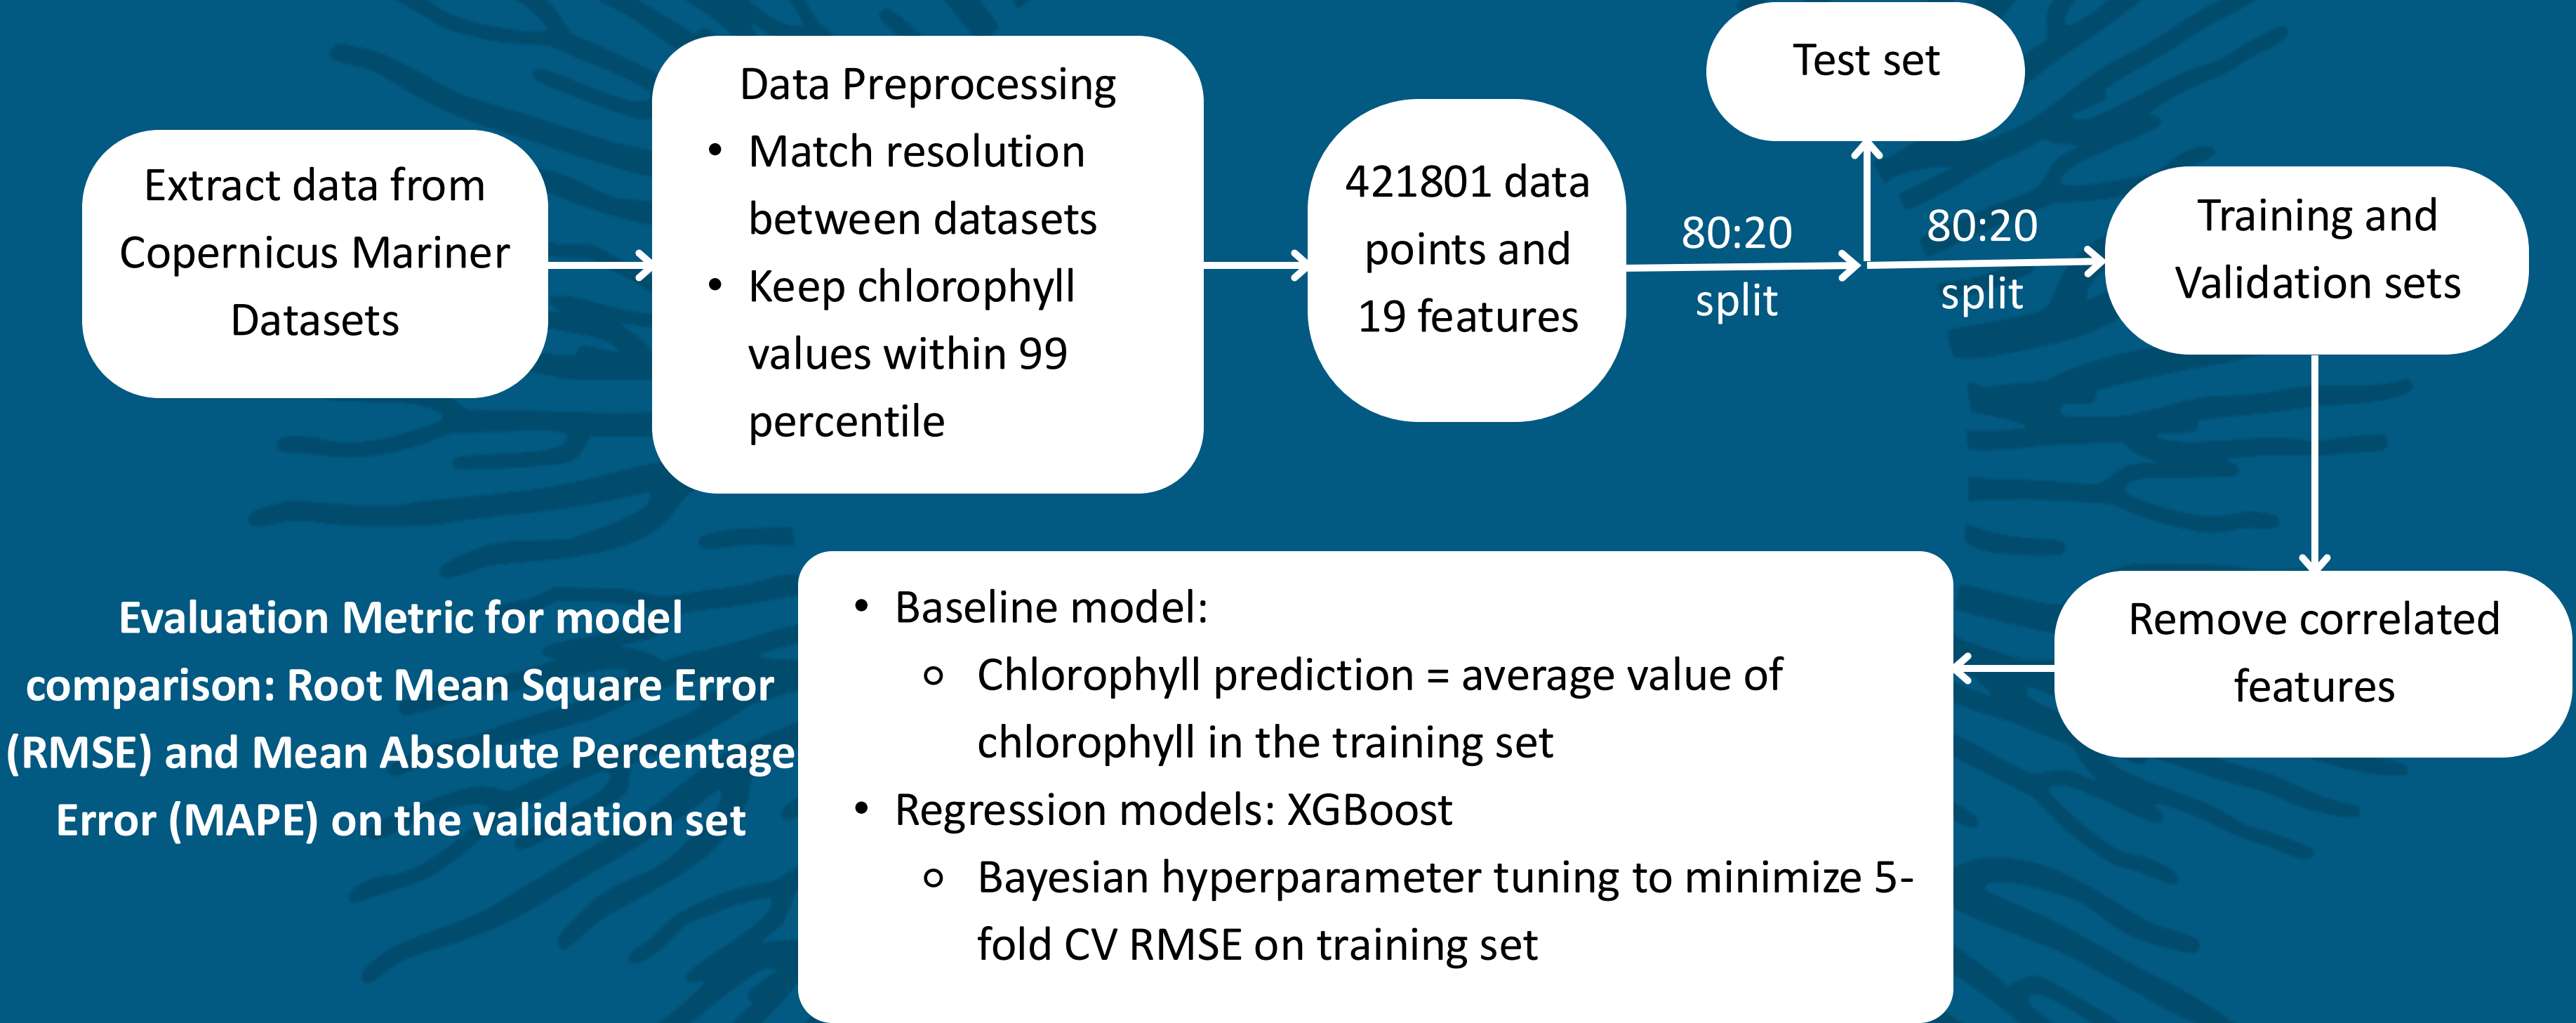 Extract data from
Copernicus Mariner
Datasets
Data Preprocessing
• Match resolution
between datasets
• Keep chlorophyll
values within 99
percentile
421801 data
points and
19 features
80:20
split
Test set
80:20
split
Training and
Validation sets
Remove correlated
features
• Baseline model:
○ Chlorophyll prediction = average value of
chlorophyll in the training set
• Regression models: XGBoost
○ Bayesian hyperparameter tuning to minimize 5-
fold CV RMSE on training set
Evaluation Metric for model
comparison: Root Mean Square Error
(RMSE) and Mean Absolute Percentage
Error (MAPE) on the validation set